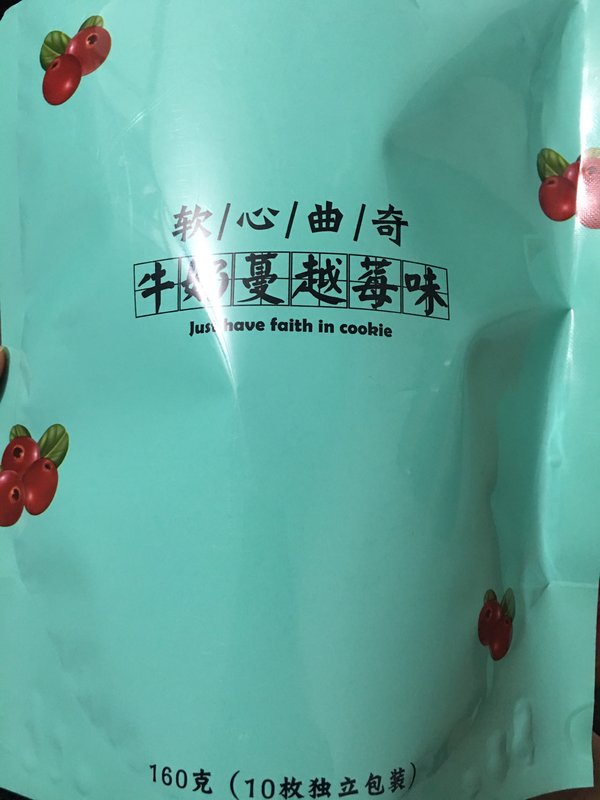 软/心/曲/奇
牛奶蔓越莓味
Just have faith in cookie
160克（10枚独立包装）